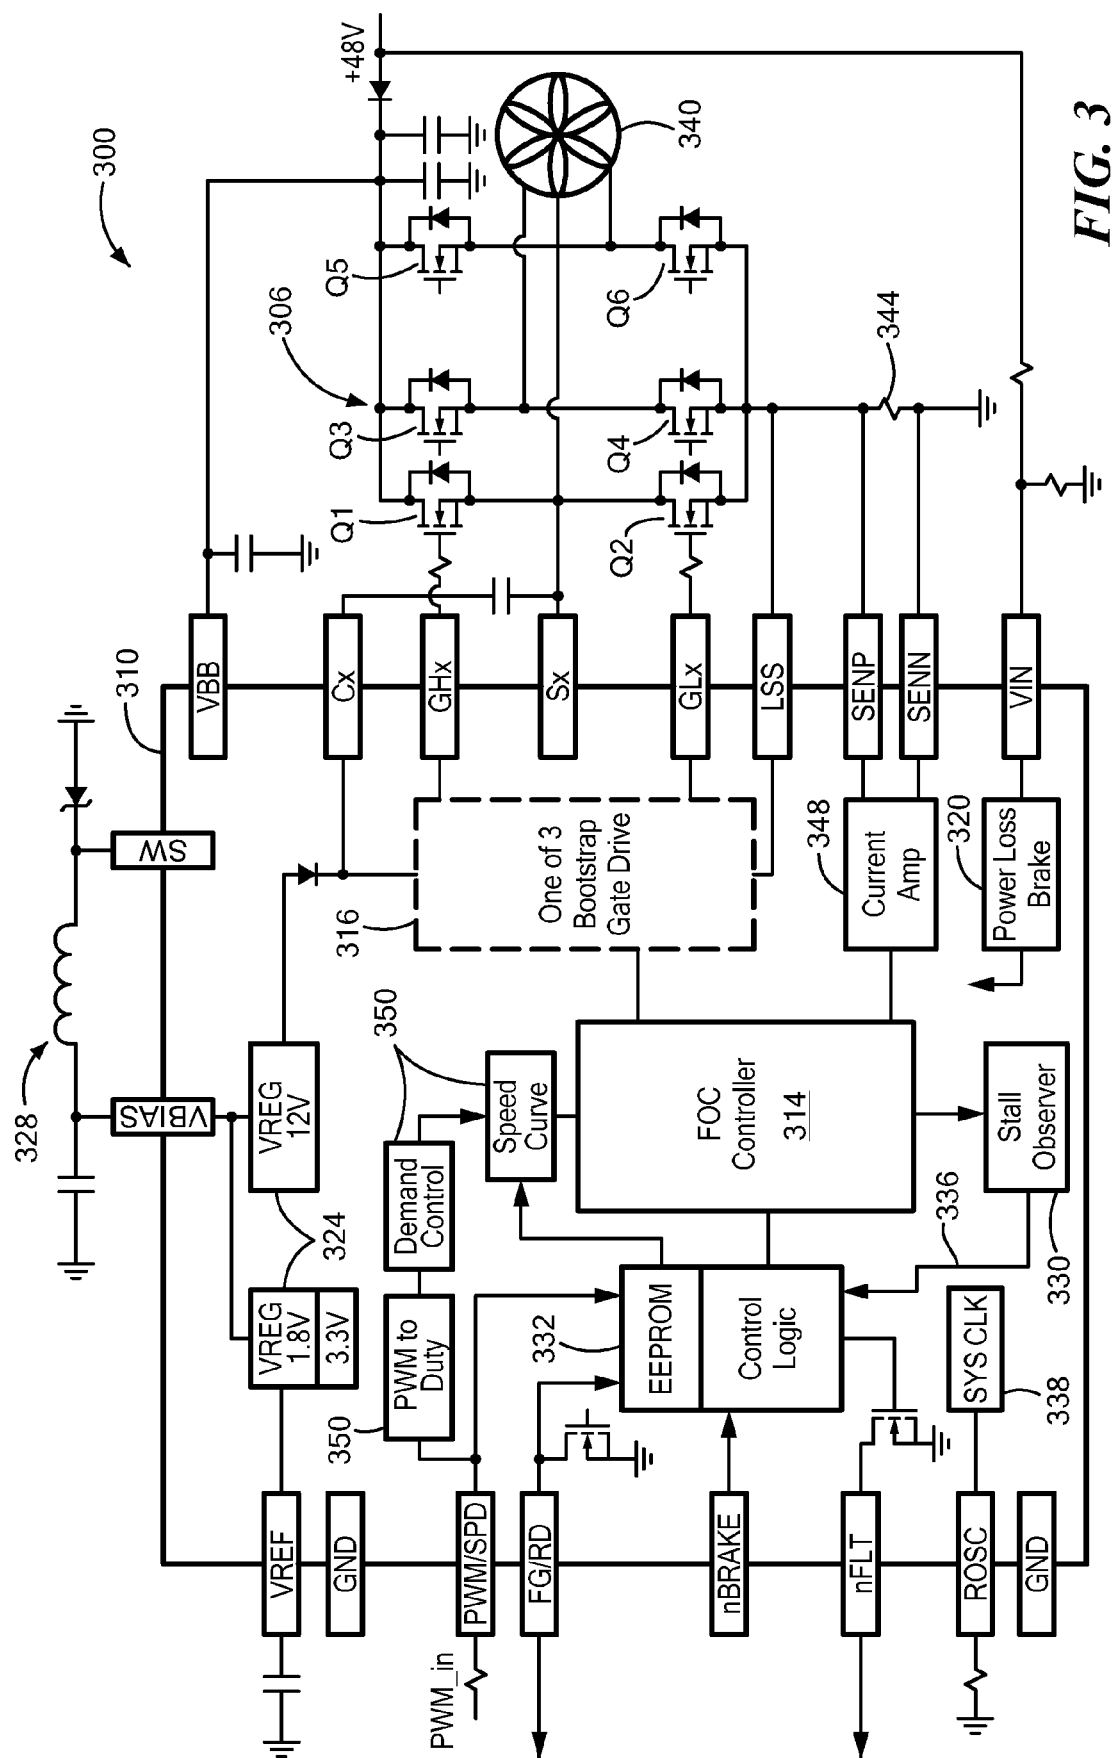 300
+48V
340
306
Q5
Q6
Q3
Q4
Q1
Q2
344
310
328
SW
VBIAS
VBB
Cx
GHx
Sx
GLx
LSS
SENP
SENN
VIN
VREG
12V
324
VREG
1.8V
3.3V
316
One of 3
Bootstrap
Gate Drive
348
Current
Amp
320
Power Loss
Brake
350
Speed
Curve
Demand
Control
PWM to
Duty
350
FOC
Controller
314
Stall
Observer
330
336
332
EEPROM
Control
Logic
SYS CLK
338
VREF
GND
PWM/SPD
FG/RD
nBRAKE
nFLT
ROSC
GND
PWM_in
FIG. 3